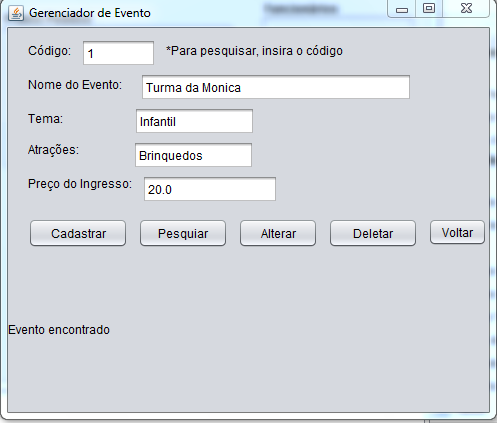 Gerenciador de Evento
Código: 1 *Para pesquisar, insira o código
Nome do Evento: Turma da Monica
Tema: Infantil
Atrações: Brinquedos
Preço do Ingresso: 20.0
Cadastrar Pesquiar Alterar Deletar Voltar
Evento encontrado